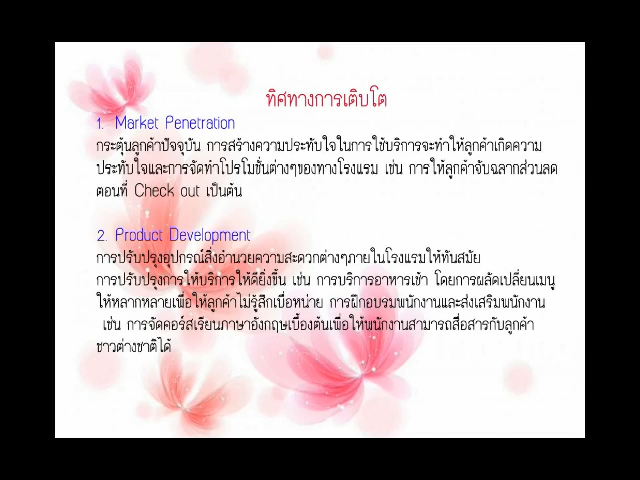 ทิศทางการเติบโต
1. Market Penetration
กระตุ้นลูกค้าปัจจุบัน การสร้างความประทับใจในการใช้บริการจะทำให้ลูกค้าเกิดความ
ประทับใจและการจัดทำโปรโมชั่นต่างๆของทางโรงแรม เช่น การให้ลูกค้าจับฉลากส่วนลด
ตอนที่ Check out เป็นต้น
2. Product Development
การปรับปรุงอุปกรณ์สิ่งอำนวยความสะดวกต่างๆภายในโรงแรมให้ทันสมัย
การปรับปรุงการให้บริการให้ดียิ่งขึ้น เช่น การบริการอาหารเช้า โดยการผลัดเปลี่ยนเมนู
ให้หลากหลายเพื่อให้ลูกค้าไม่รู้สึกเบื่อหน่าย การฝึกอบรมพนักงานและส่งเสริมพนักงาน
เช่น การจัดคอร์สเรียนภาษาอังกฤษเบื้องต้นเพื่อให้พนักงานสามารถสื่อสารกับลูกค้า
ชาวต่างชาติได้